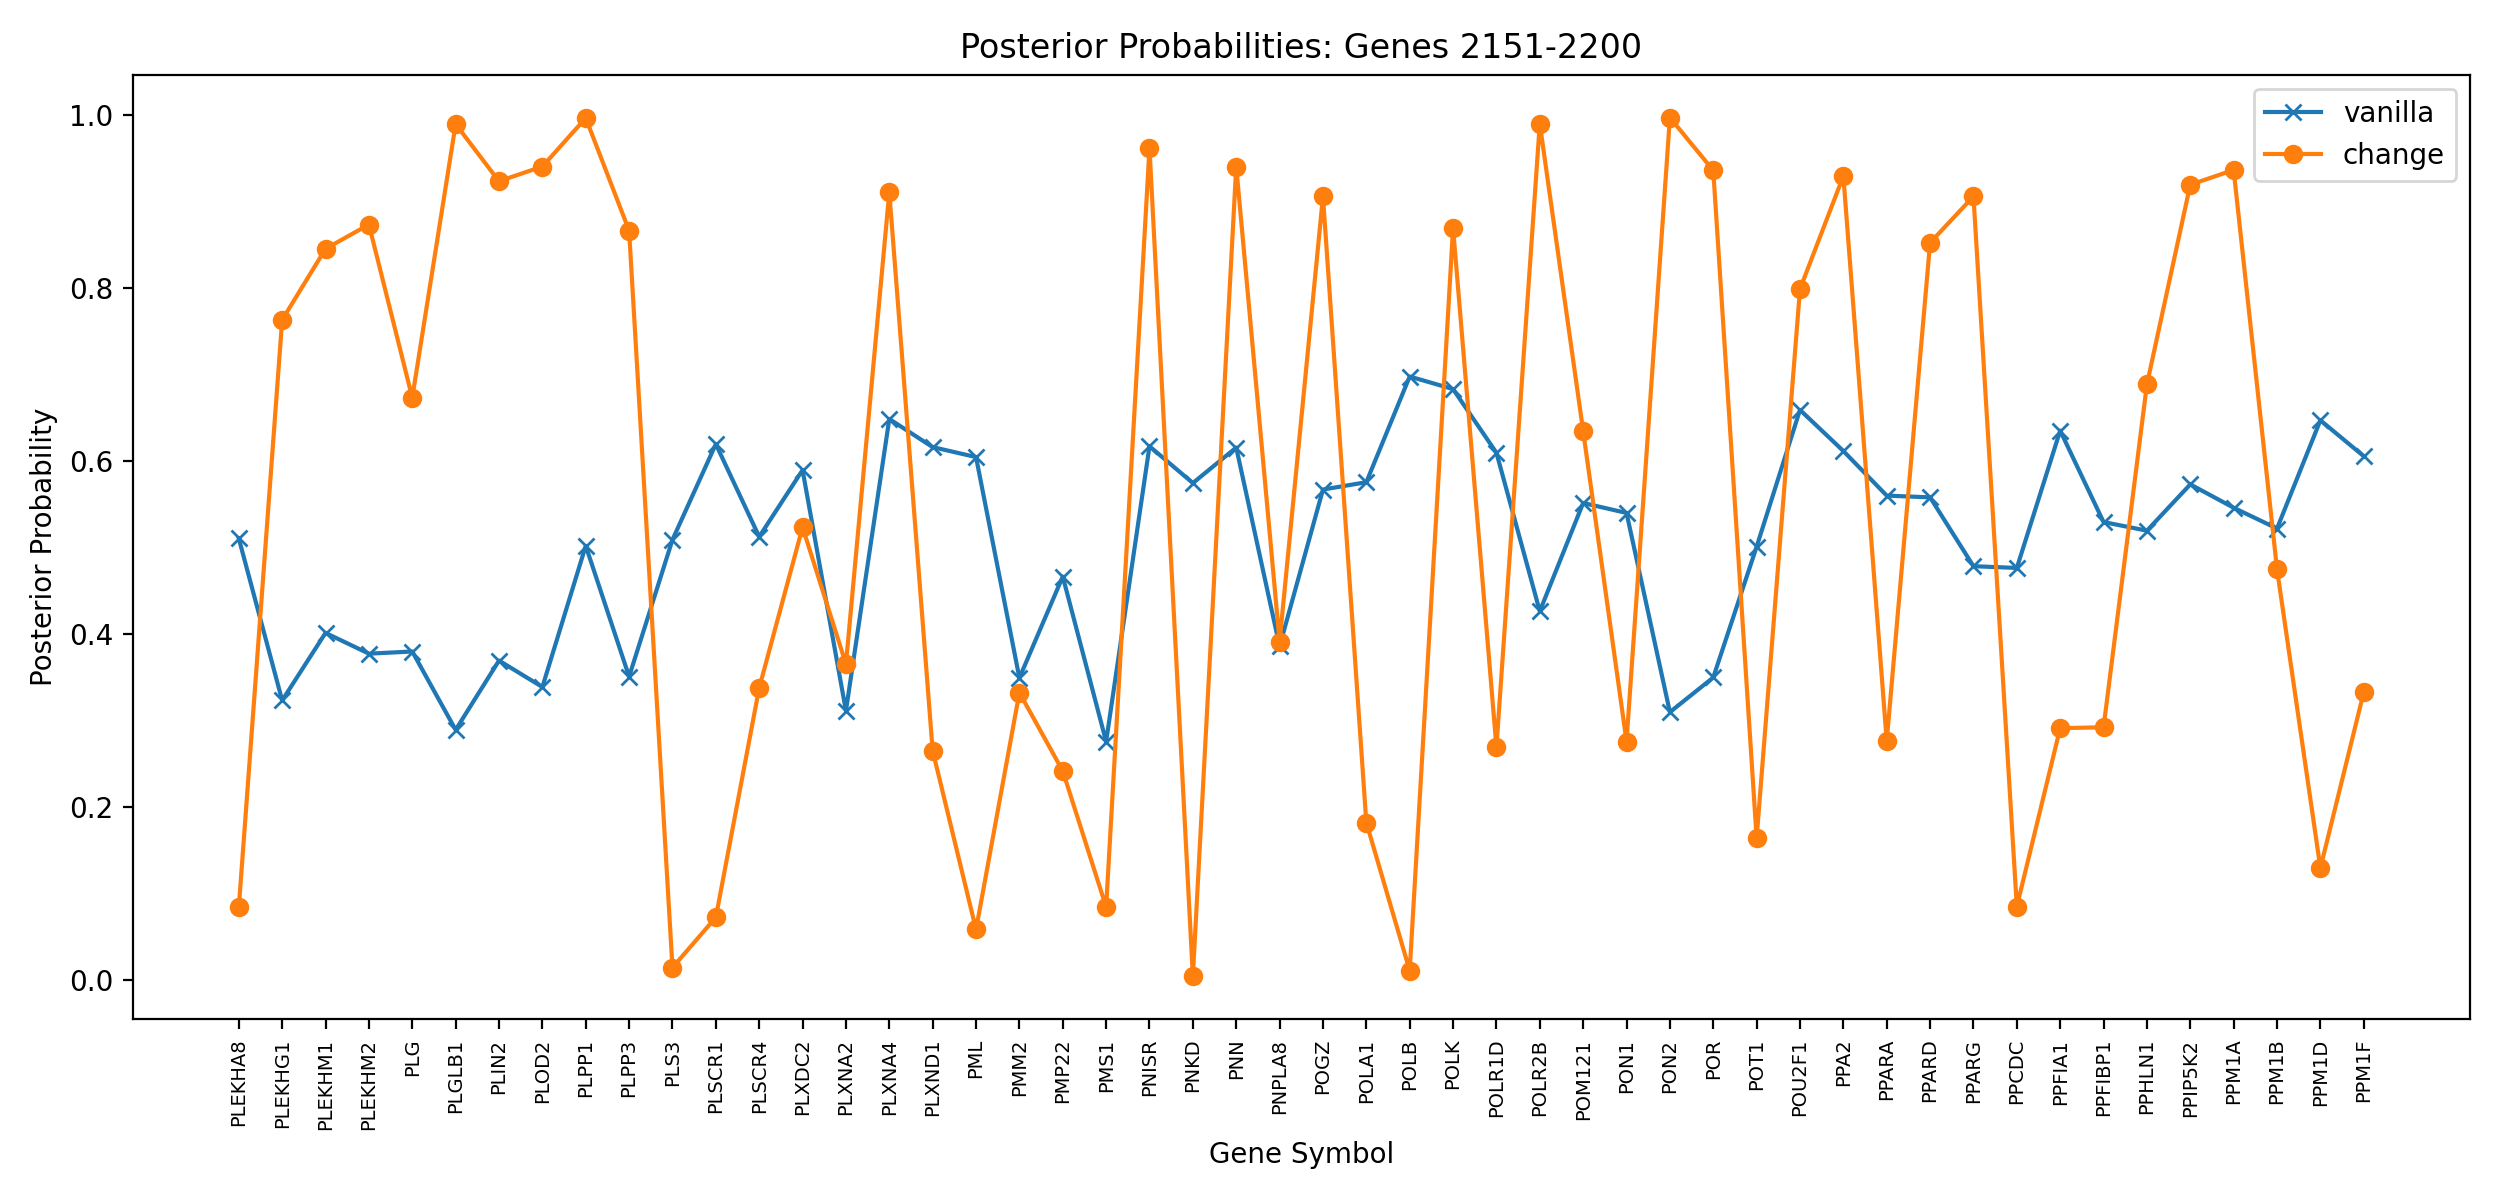 Posterior Probabilities: Genes 2151-2200
vanilla
change
Posterior Probability
1.0
0.8
0.6
0.4
0.2
0.0
PLEKHA8
PLEKHG1
PLEKHM1
PLEKHM2
PLG
PLGLB1
PLIN2
PLOD2
PLPP1
PLPP3
PLS3
PLSCR1
PLSCR4
PLXDC2
PLXNA2
PLXNA4
PLXND1
PML
PMM2
PMP22
PMS1
PNISR
PNKD
PNN
PNPLA8
POGZ
POLA1
POLB
POLK
POLR1D
POLR2B
POM121
PON1
PON2
POR
POT1
POU2F1
PPA2
PPARA
PPARD
PPARG
PPCDC
PPFIA1
PPFIBP1
PPHLN1
PPIP5K2
PPM1A
PPM1B
PPM1D
PPM1F
Gene Symbol